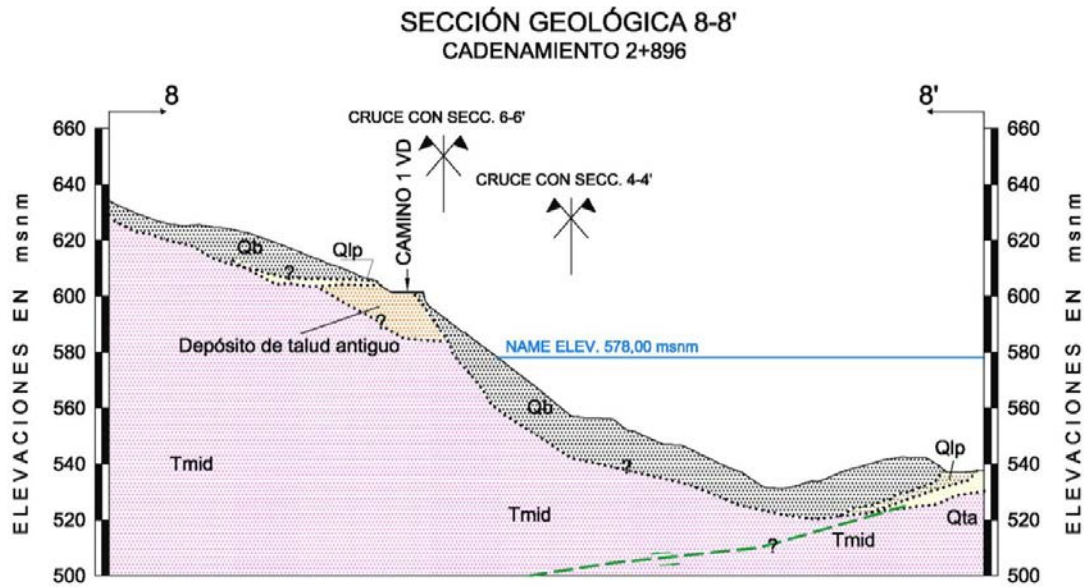 SECCIÓN GEOLÓGICA 8-8'
CADENAMIENTO 2+896
8
8'
CRUCE CON SECC. 6-6'
CAMINO 1 VD
CRUCE CON SECC. 4-4'
ELEVACIONES EN msnm
660
640
620
600
580
560
540
520
500
Qb
?
Qlp
?
Depósito de talud antiguo
NAME ELEV. 578,00 msnm
Qb
?
Tmid
Tmid
?
Tmid
Qlp
Qta
660
640
620
600
580
560
540
520
500
ELEVACIONES EN msnm